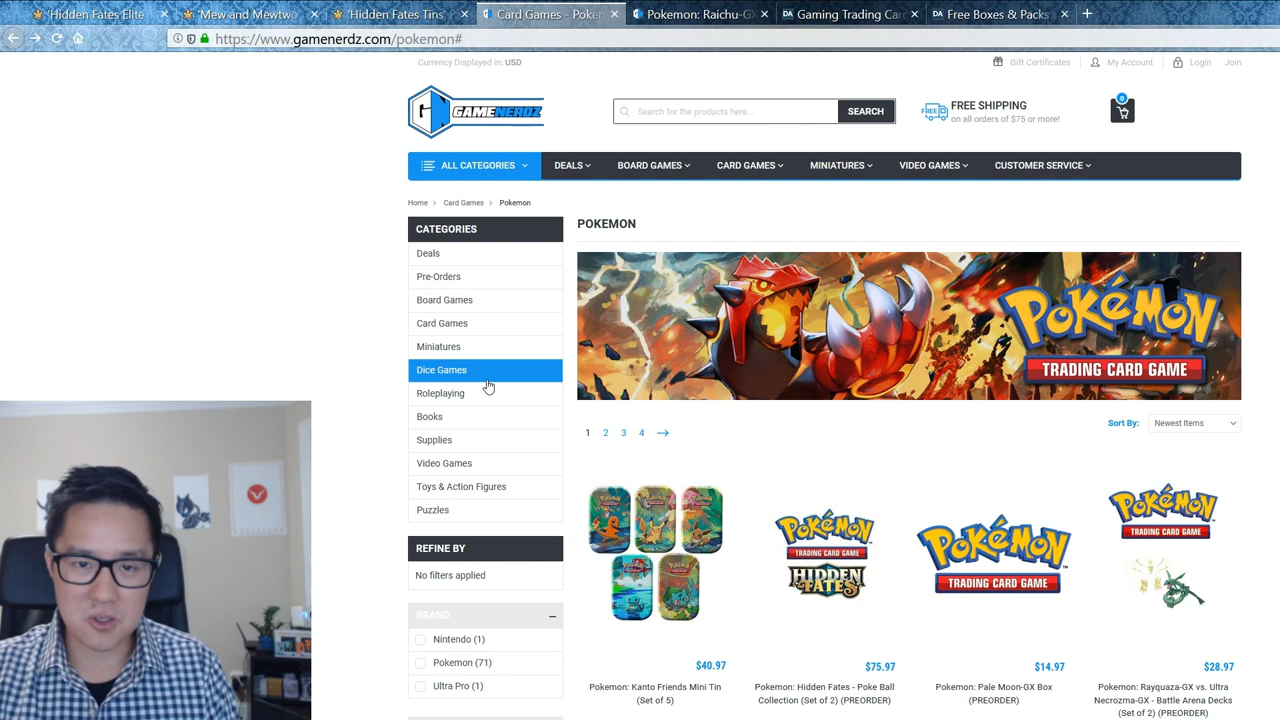 'Hidden Fates Elite
'Mew and Mewtwo
'Hidden Fates Tins' P
Card Games - Pokem
Pokemon: Raichu-GX
Gaming Trading Car
Free Boxes & Packs
https://www.gamenerdz.com/pokemon#
Currency Displayed in: USD
Gift Certificates
My Account
Login
Join
GAMENERDZ
Search for the products here...
SEARCH
FREE
FREE SHIPPING
on all orders of $75 or more!
0
ALL CATEGORIES
DEALS
BOARD GAMES
CARD GAMES
MINIATURES
VIDEO GAMES
CUSTOMER SERVICE
Home
Card Games
Pokemon
CATEGORIES
Deals
Pre-Orders
Board Games
Card Games
Miniatures
Dice Games
Roleplaying
Books
Supplies
Video Games
Toys & Action Figures
Puzzles
REFINE BY
No filters applied
BRAND
Nintendo (1)
Pokemon (71)
Ultra Pro (1)
POKEMON
POKéMON
TRADING CARD GAME
1 2 3 4
Sort By:
Newest Items
POKéMON
TRADING CARD GAME
HIDDEN
FATES
POKéMON
TRADING CARD GAME
POKéMON
TRADING CARD GAME
$40.97
Pokemon: Kanto Friends Mini Tin
(Set of 5)
$75.97
Pokemon: Hidden Fates - Poke Ball
Collection (Set of 2) (PREORDER)
$14.97
Pokemon: Pale Moon-GX Box
(PREORDER)
$28.97
Pokemon: Rayquaza-GX vs. Ultra
Necrozma-GX - Battle Arena Decks
(Set of 2) (PREORDER)